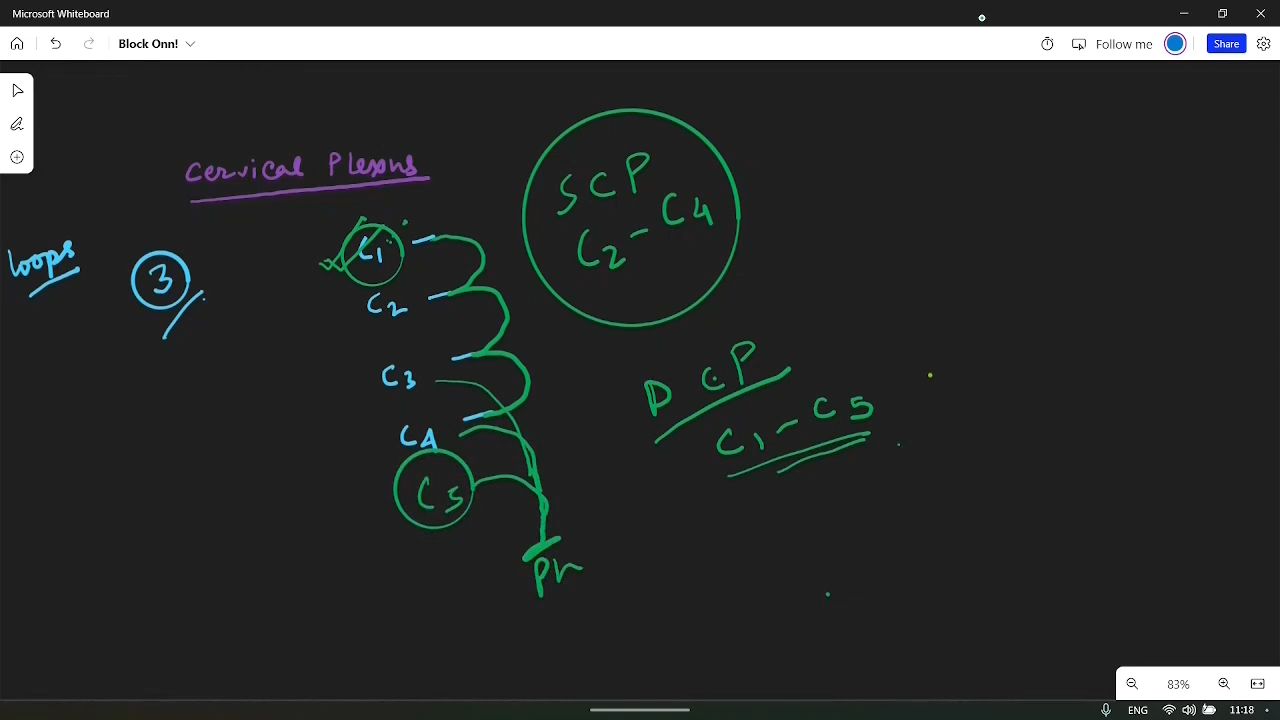 Microsoft Whiteboard
Block Onn!
Follow me
Share
Cervical Plexus
Loops
3
C1
C2
C3
C4
C5
Pn
SCP
C2 - C4
DCP
C1 - C5
83%
ENG
11:18